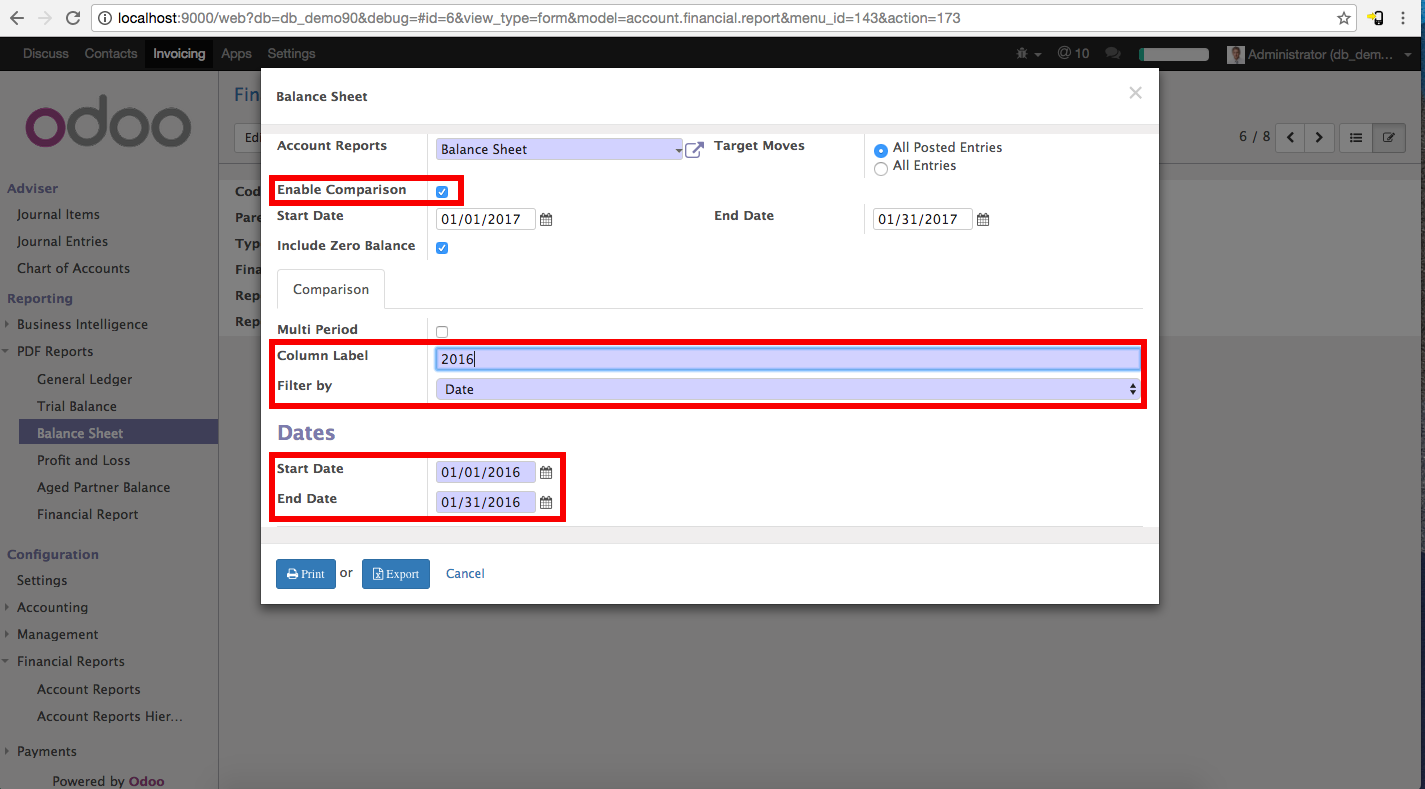 localhost:9000/web?db=db_demo90&debug=#id=6&view_type=form&model=account.financial.report&menu_id=143&action=173
Discuss Contacts Invoicing Apps Settings @ 10 Administrator (db_dem...
odoo
Adviser
Journal Items
Journal Entries
Chart of Accounts
Reporting
Business Intelligence
PDF Reports
General Ledger
Trial Balance
Balance Sheet
Profit and Loss
Aged Partner Balance
Financial Report
Configuration
Settings
Accounting
Management
Financial Reports
Account Reports
Account Reports Hier...
Payments
Powered by Odoo
Fin
Edi
6 / 8
Cod
Pare
Typ
Fina
Rep
Rep
Balance Sheet ×
Account Reports Balance Sheet Target Moves All Posted Entries
All Entries
Enable Comparison
Start Date 01/01/2017 End Date 01/31/2017
Include Zero Balance
Comparison
Multi Period
Column Label 2016
Filter by Date
Dates
Start Date 01/01/2016
End Date 01/31/2016
Print or Export Cancel